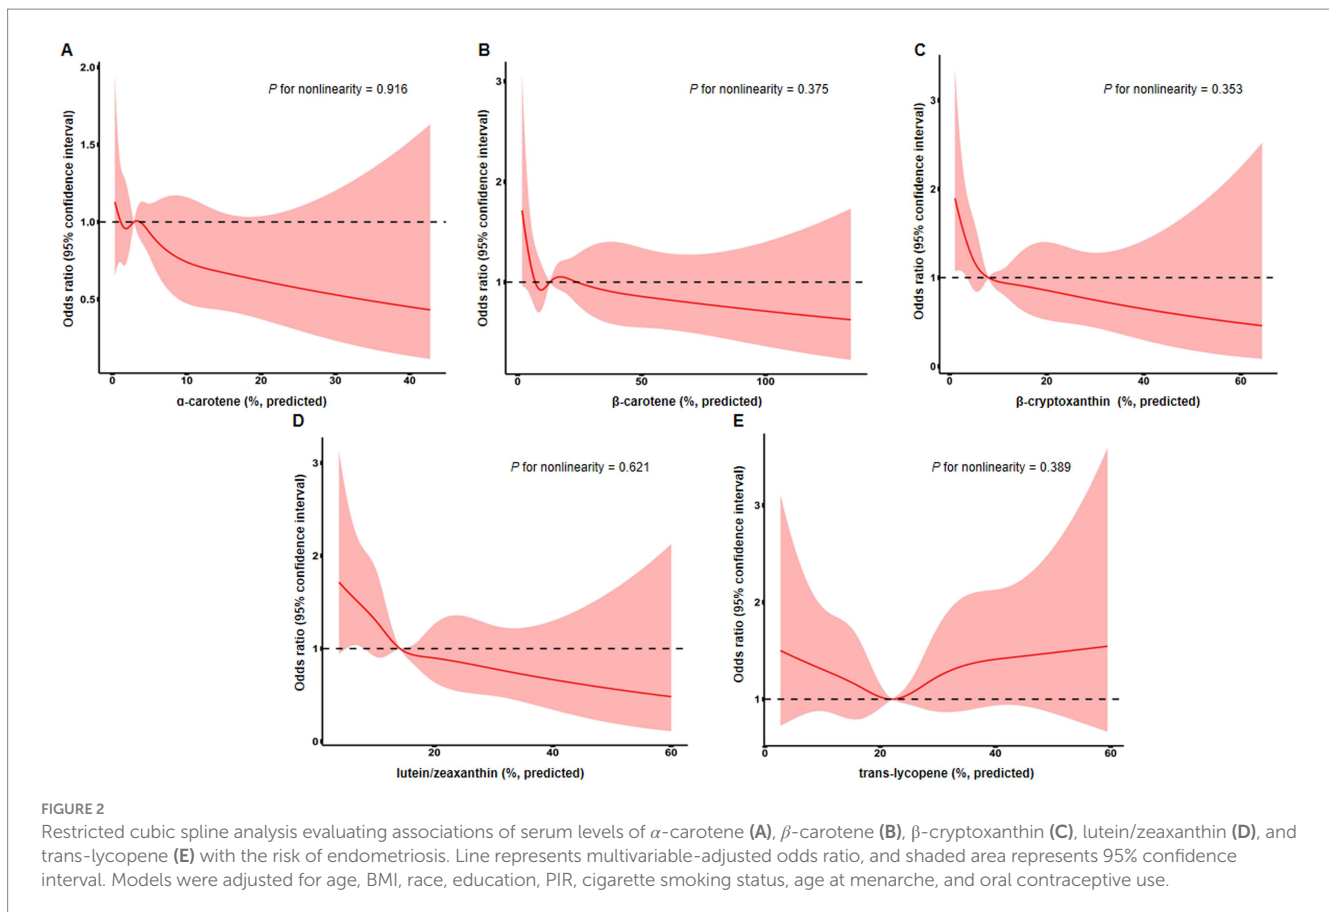 A
P for nonlinearity = 0.916
Odds ratio (95% confidence interval)
2.0
1.5
1.0
0.5
0 10 20 30 40
α-carotene (%, predicted)
B
P for nonlinearity = 0.375
Odds ratio (95% confidence interval)
3
2
1
0 50 100
β-carotene (%, predicted)
C
P for nonlinearity = 0.353
Odds ratio (95% confidence interval)
3
2
1
0
0 20 40 60
β-cryptoxanthin (%, predicted)
D
P for nonlinearity = 0.621
Odds ratio (95% confidence interval)
3
2
1
0
20 40 60
lutein/zeaxanthin (%, predicted)
E
P for nonlinearity = 0.389
Odds ratio (95% confidence interval)
3
2
1
0 20 40 60
trans-lycopene (%, predicted)
FIGURE 2
Restricted cubic spline analysis evaluating associations of serum levels of α-carotene (A), β-carotene (B), β-cryptoxanthin (C), lutein/zeaxanthin (D), and
trans-lycopene (E) with the risk of endometriosis. Line represents multivariable-adjusted odds ratio, and shaded area represents 95% confidence
interval. Models were adjusted for age, BMI, race, education, PIR, cigarette smoking status, age at menarche, and oral contraceptive use.